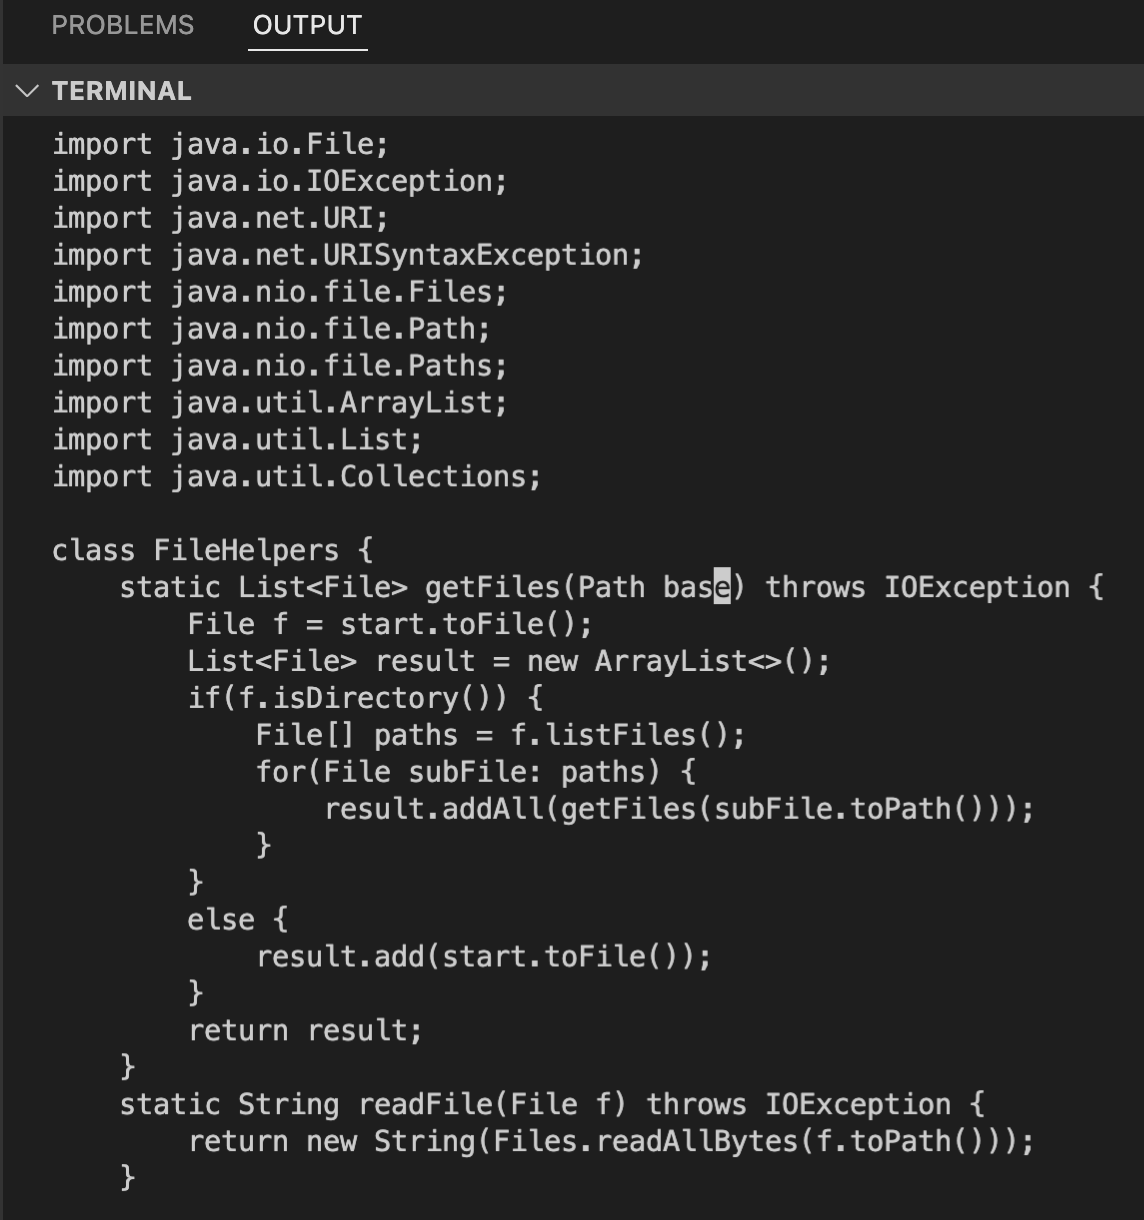 PROBLEMS OUTPUT
TERMINAL
import java.io.File;
import java.io.IOException;
import java.net.URI;
import java.net.URISyntaxException;
import java.nio.file.Files;
import java.nio.file.Path;
import java.nio.file.Paths;
import java.util.ArrayList;
import java.util.List;
import java.util.Collections;

class FileHelpers {
    static List<File> getFiles(Path base) throws IOException {
        File f = start.toFile();
        List<File> result = new ArrayList<>();
        if(f.isDirectory()) {
            File[] paths = f.listFiles();
            for(File subFile: paths) {
                result.addAll(getFiles(subFile.toPath()));
            }
        }
        else {
            result.add(start.toFile());
        }
        return result;
    }
    static String readFile(File f) throws IOException {
        return new String(Files.readAllBytes(f.toPath()));
    }